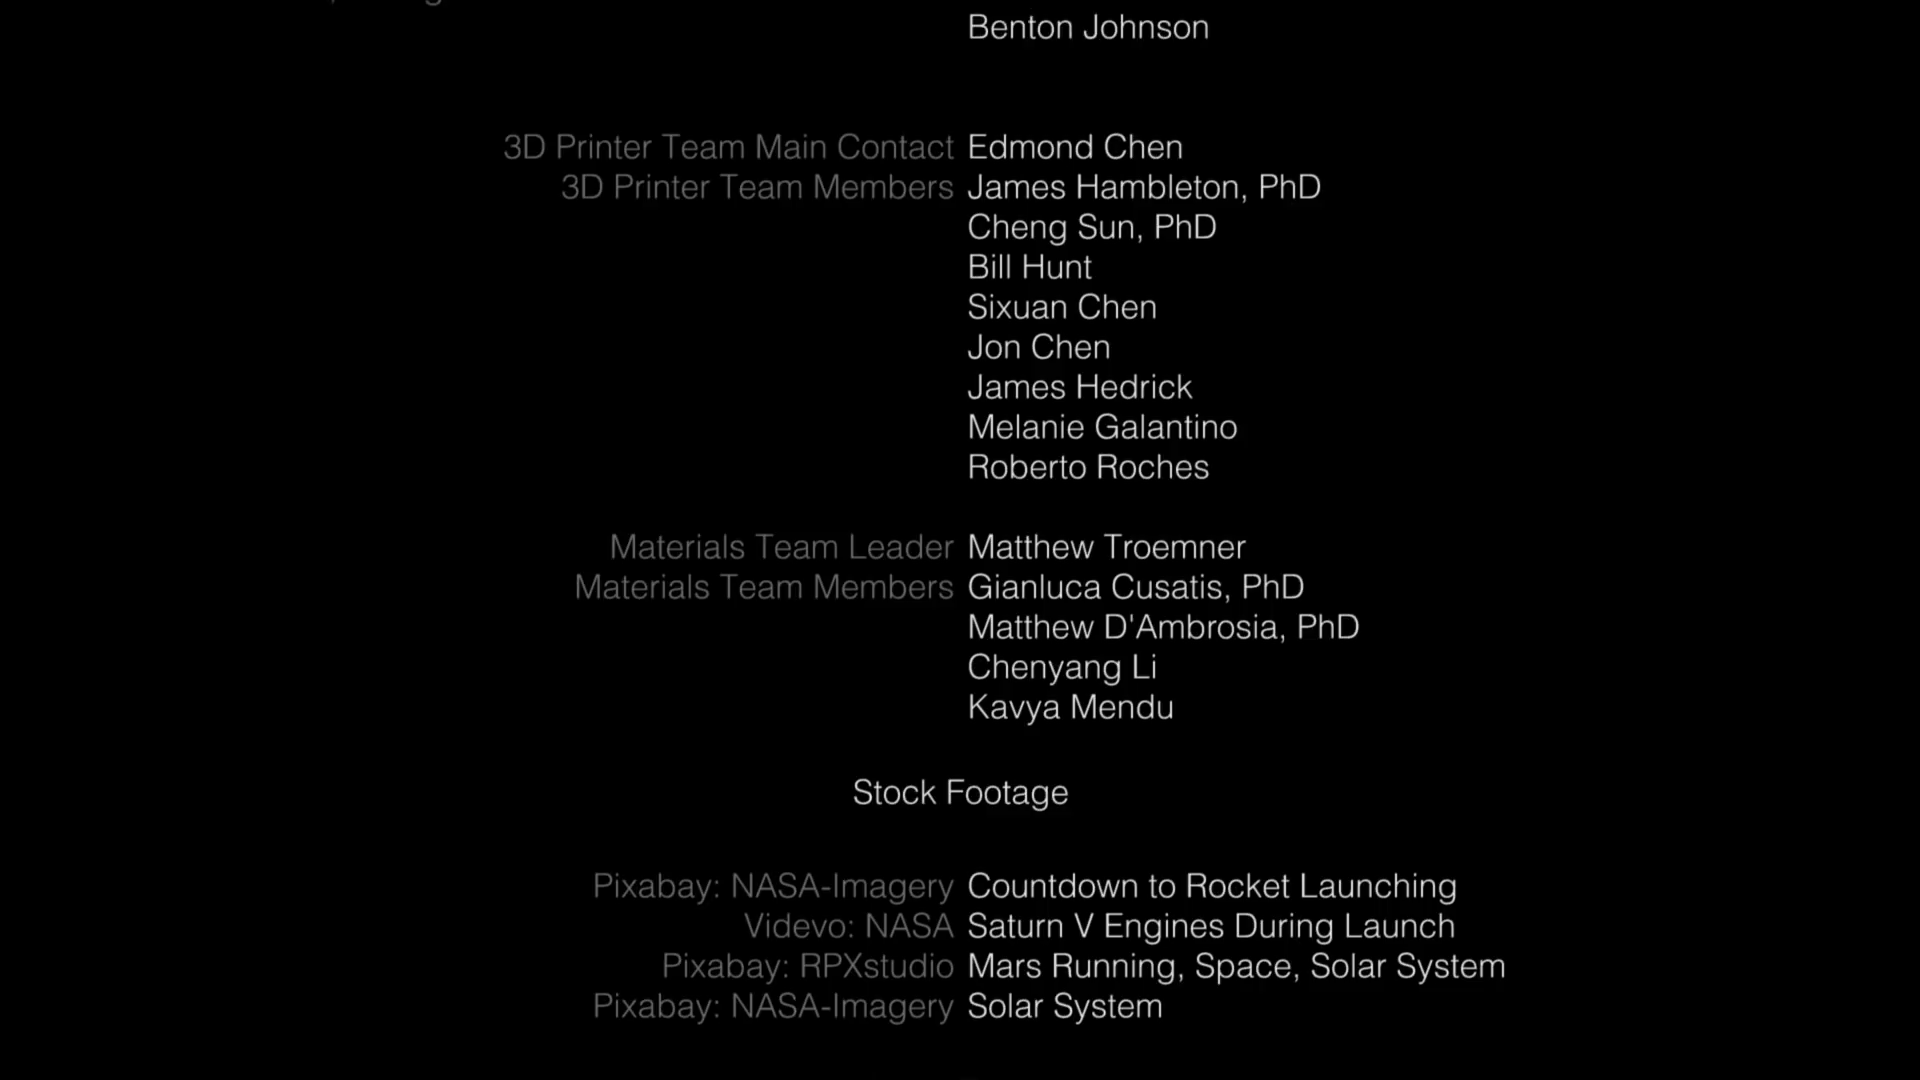 Benton Johnson
3D Printer Team Main Contact Edmond Chen
3D Printer Team Members James Hambleton, PhD
Cheng Sun, PhD
Bill Hunt
Sixuan Chen
Jon Chen
James Hedrick
Melanie Galantino
Roberto Roches
Materials Team Leader Matthew Troemner
Materials Team Members Gianluca Cusatis, PhD
Matthew D'Ambrosia, PhD
Chenyang Li
Kavya Mendu
Stock Footage
Pixabay: NASA-Imagery Countdown to Rocket Launching
Videvo: NASA Saturn V Engines During Launch
Pixabay: RPXstudio Mars Running, Space, Solar System
Pixabay: NASA-Imagery Solar System